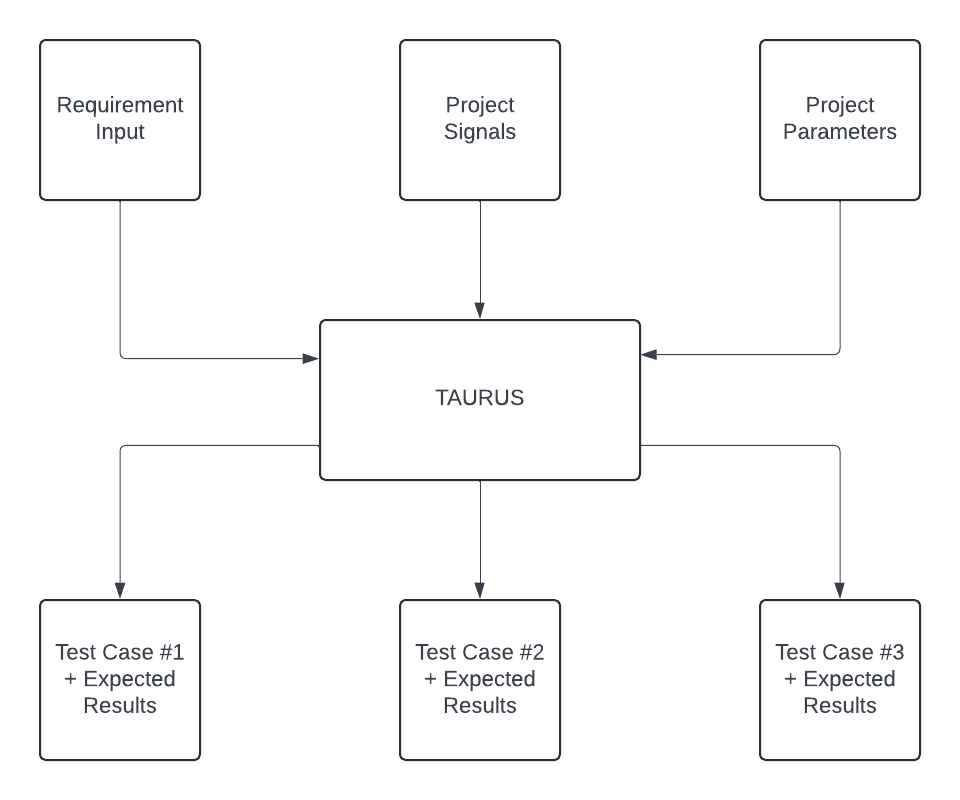 Requirement
Input
Project
Signals
Project
Parameters
TAURUS
Test Case #1
+ Expected
Results
Test Case #2
+ Expected
Results
Test Case #3
+ Expected
Results